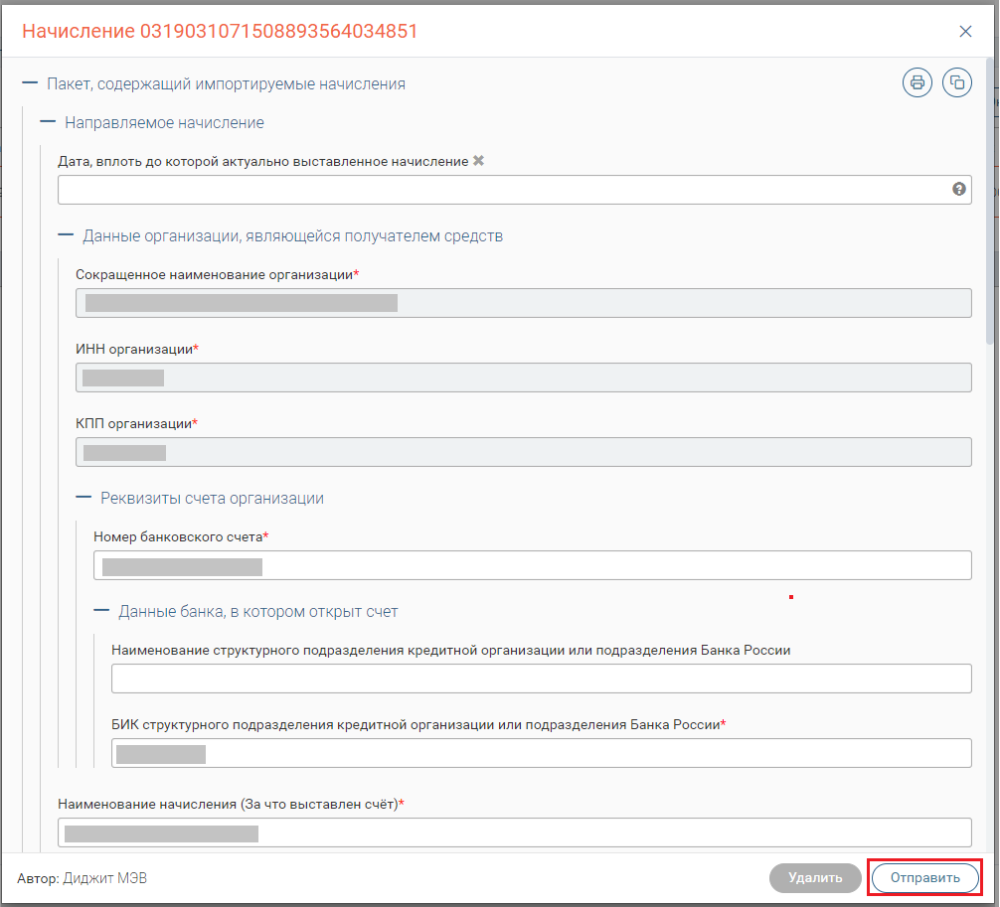 Начисление 0319031071508893564034851
Пакет, содержащий импортируемые начисления
Направляемое начисление
Дата, вплоть до которой актуально выставленное начисление
Данные организации, являющейся получателем средств
Сокращенное наименование организации*
ИНН организации*
КПП организации*
Реквизиты счета организации
Номер банковского счета*
Данные банка, в котором открыт счет
Наименование структурного подразделения кредитной организации или подразделения Банка России
БИК структурного подразделения кредитной организации или подразделения Банка России*
Наименование начисления (За что выставлен счёт)*
Автор: Диджит МЭВ
Удалить
Отправить